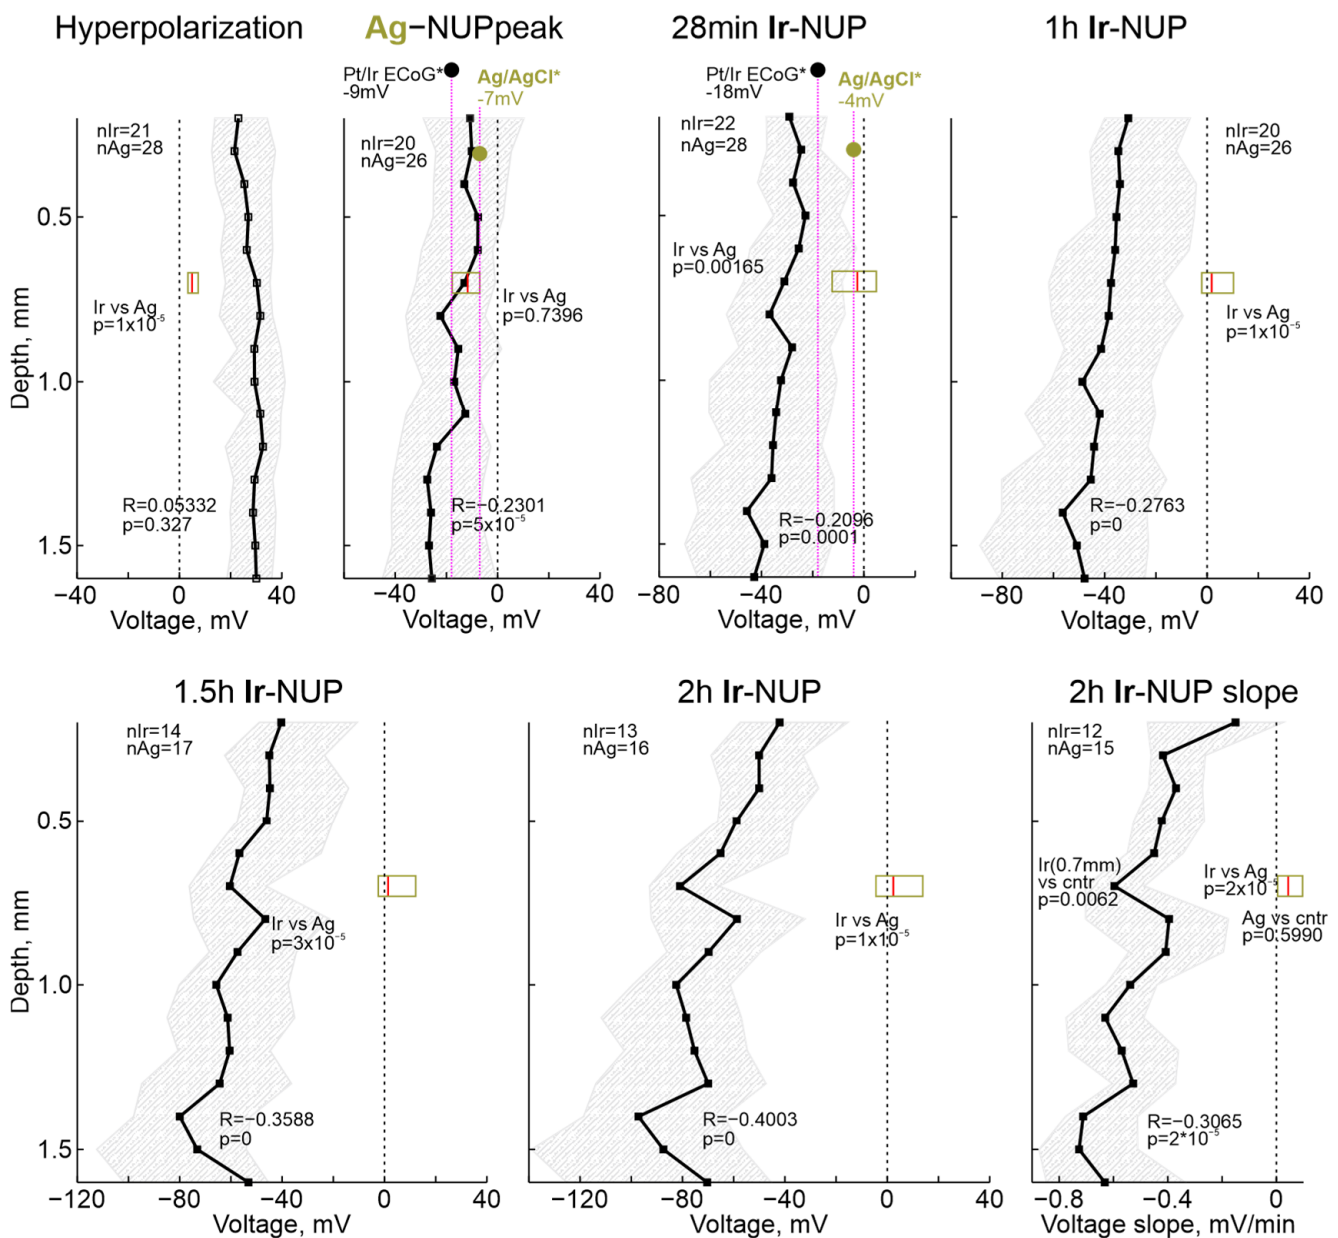 Hyperpolarization
Ag−NUPpeak
28min Ir-NUP
1h Ir-NUP
Pt/Ir ECoG*
-9mV
Ag/AgCl*
-7mV
Pt/Ir ECoG*
-18mV
Ag/AgCl*
-4mV
nIr=21
nAg=28
nIr=20
nAg=26
nIr=22
nAg=28
nIr=20
nAg=26
Depth, mm
0.5
1.0
1.5
Ir vs Ag
p=1x10⁻⁵
Ir vs Ag
p=0.7396
Ir vs Ag
p=0.00165
Ir vs Ag
p=1x10⁻⁵
R=0.05332
p=0.327
R=−0.2301
p=5x10⁻⁵
R=−0.2096
p=0.0001
R=−0.2763
p=0
−40 0 40
−40 0 40
−80 −40 0
−80 −40 0 40
Voltage, mV
Voltage, mV
Voltage, mV
Voltage, mV
1.5h Ir-NUP
2h Ir-NUP
2h Ir-NUP slope
nIr=14
nAg=17
nIr=13
nAg=16
nIr=12
nAg=15
Depth, mm
0.5
1.0
1.5
Ir vs Ag
p=3x10⁻⁵
Ir vs Ag
p=1x10⁻⁵
Ir(0.7mm)
vs cntr
p=0.0062
Ir vs Ag
p=2x10⁻⁵
Ag vs cntr
p=0.5990
R=−0.3588
p=0
R=−0.4003
p=0
R=−0.3065
p=2*10⁻⁵
−120 −80 −40 0 40
−120 −80 −40 0 40
−0.8 −0.4 0
Voltage, mV
Voltage, mV
Voltage slope, mV/min